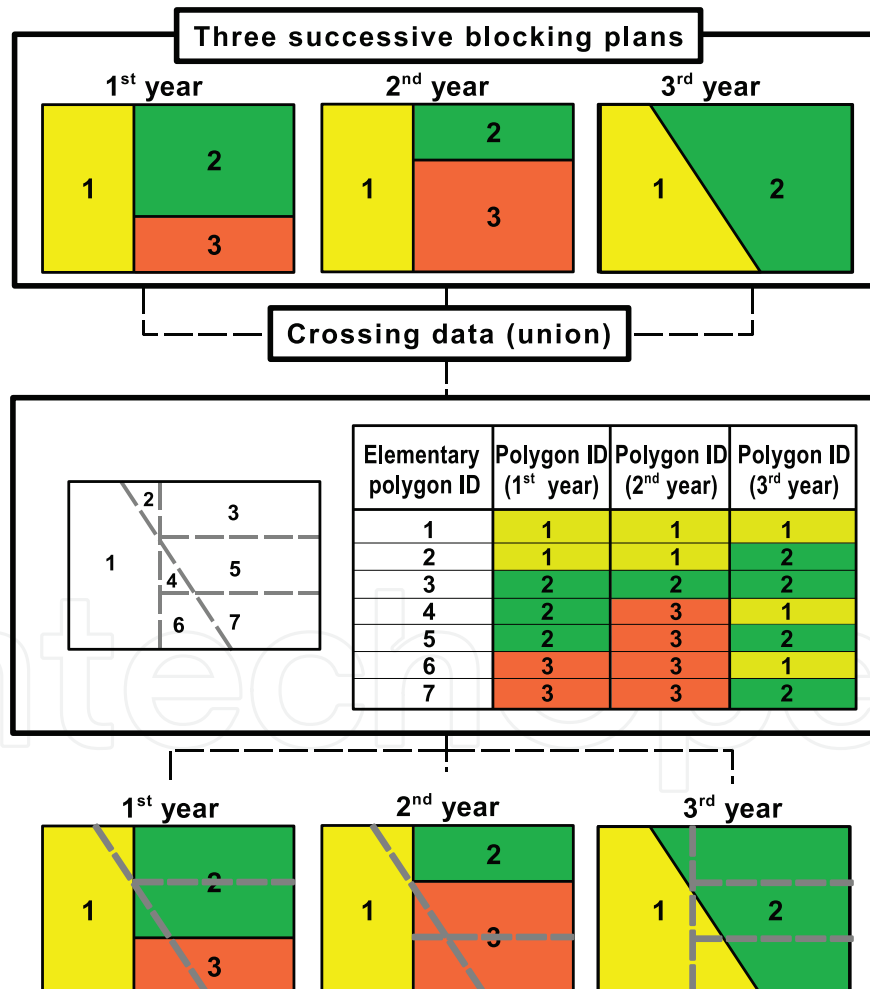 Three successive blocking plans
1st year 2nd year 3rd year
1 2 3
1 2 3
1 2
Crossing data (union)
1 2 3 4 5 6 7
Elementary polygon ID | Polygon ID (1st year) | Polygon ID (2nd year) | Polygon ID (3rd year)
1 1 1 1
2 1 1 2
3 2 2 2
4 2 3 1
5 2 3 2
6 3 3 1
7 3 3 2
1st year 2nd year 3rd year
1 2 3
1 2 3
1 2